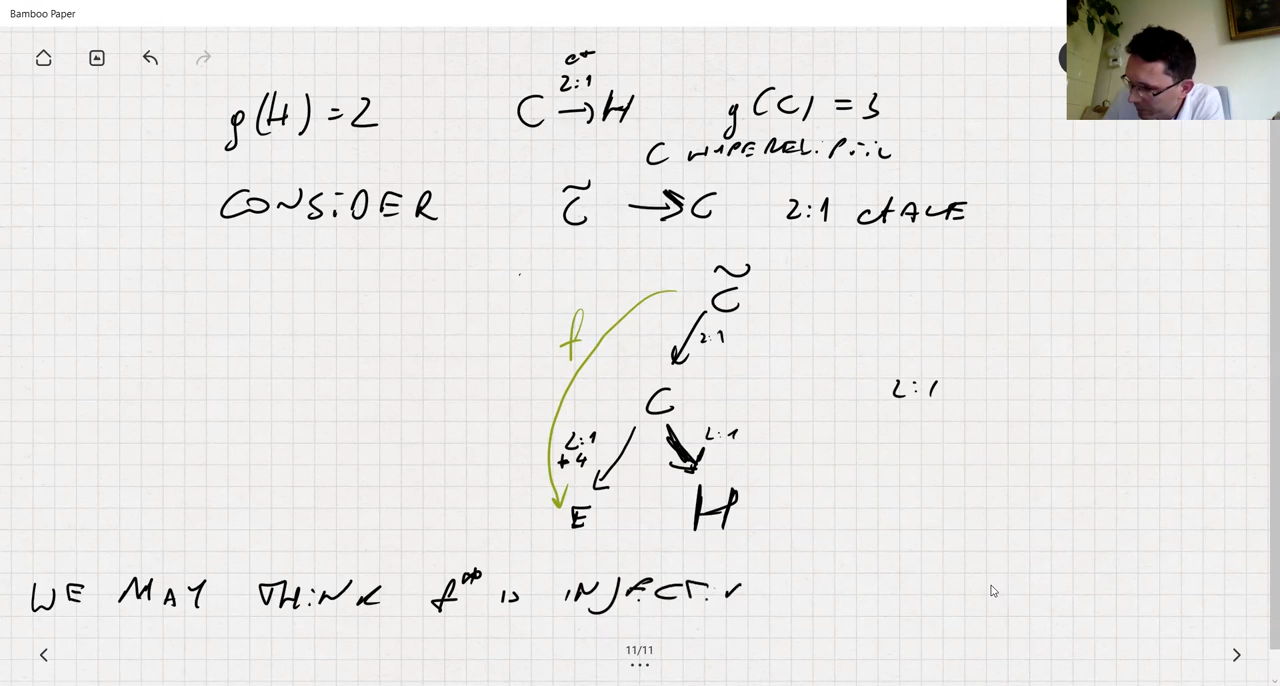 Bamboo Paper
et
2:1
g(H)=2 C → H g(C)=3
C HYPERELLIPTIC
CONSIDER C̃ → C 2:1 étALE
C̃
f
2:1
C
2:1
2:1
2:1
+4
E
H
WE MAY THINK f* is INJECTIV
11/11